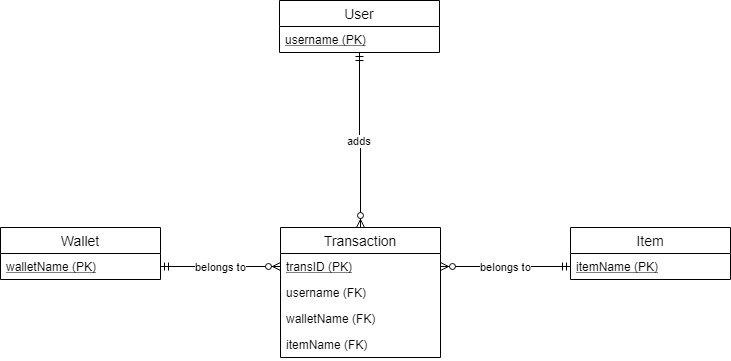 User
username (PK)
adds
Wallet
walletName (PK)
belongs to
Transaction
transID (PK)
username (FK)
walletName (FK)
itemName (FK)
belongs to
Item
itemName (PK)